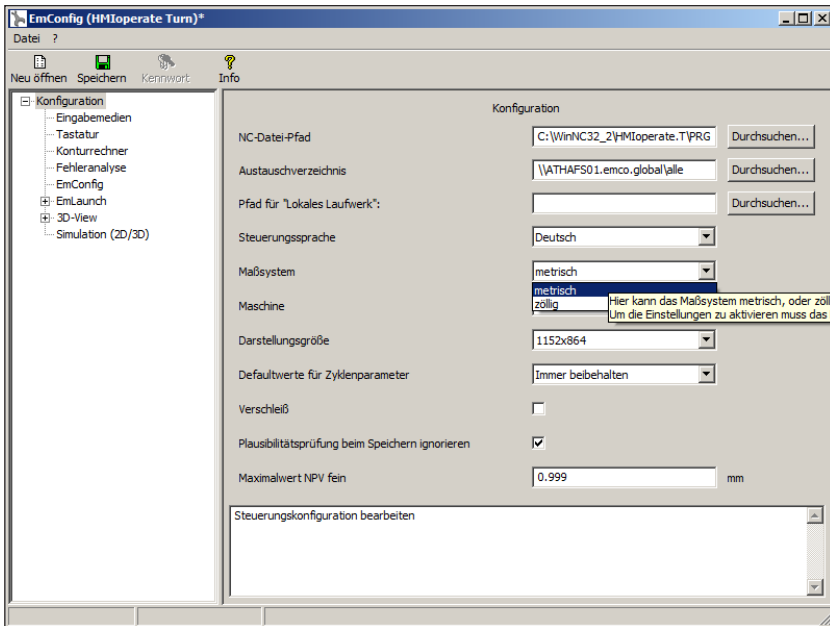 EmConfig (HMIoperate Turn)*
Datei ?
Neu öffnen Speichern Kennwort Info
Konfiguration
Eingabemedien
Tastatur
Konturrechner
Fehleranalyse
EmConfig
EmLaunch
3D-View
Simulation (2D/3D)
Konfiguration
NC-Datei-Pfad C:\WinNC32_2\HMIoperate.T\PRG Durchsuchen...
Austauschverzeichnis \\ATHAFS01.emco.global\alle Durchsuchen...
Pfad für "Lokales Laufwerk": Durchsuchen...
Steuerungssprache Deutsch
Maßsystem metrisch
metrisch
zöllig
Hier kann das Maßsystem metrisch, oder zöll
Um die Einstellungen zu aktivieren muss das
Maschine
Darstellungsgröße 1152x864
Defaultwerte für Zyklenparameter Immer beibehalten
Verschleiß
Plausibilitätsprüfung beim Speichern ignorieren
Maximalwert NPV fein 0.999 mm
Steuerungskonfiguration bearbeiten